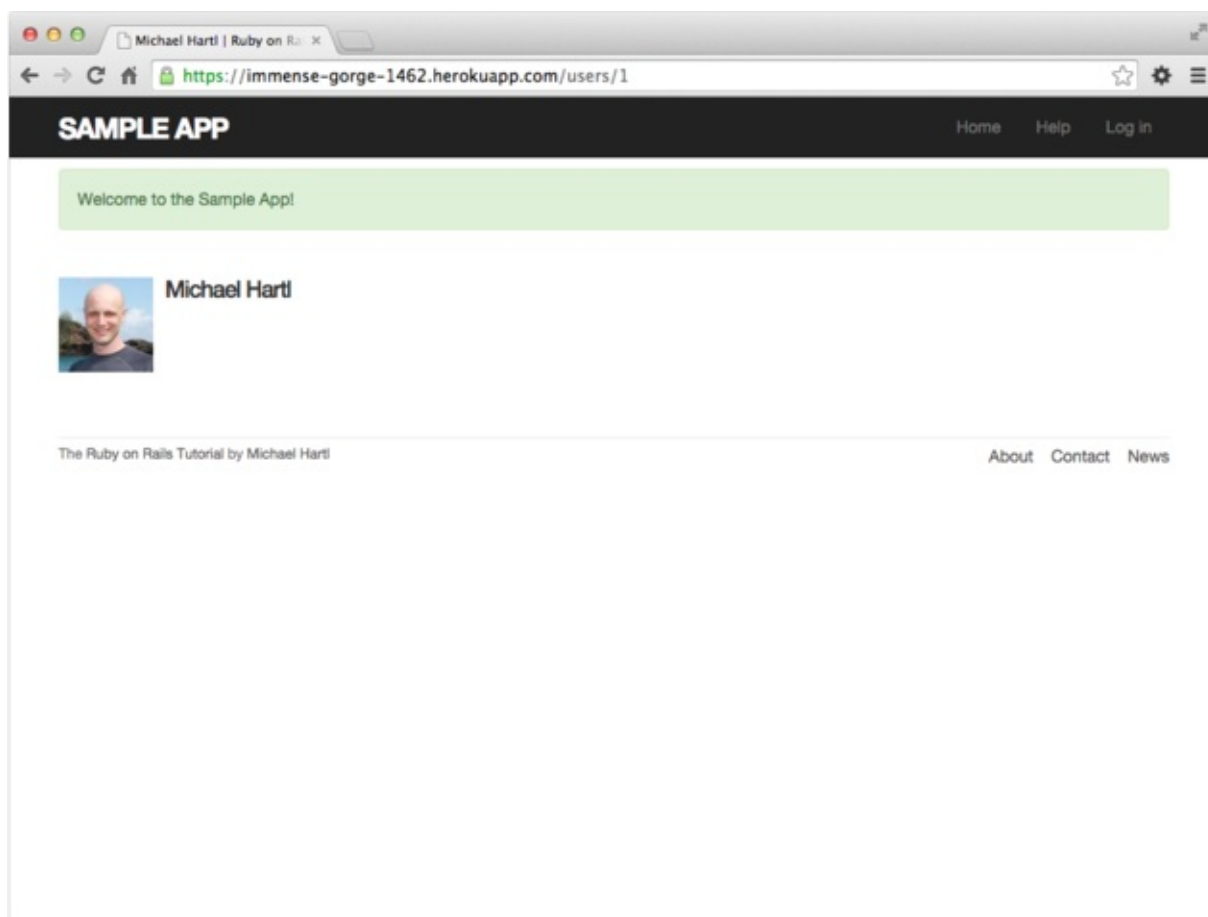 Michael Hartl | Ruby on Ra
https://immense-gorge-1462.herokuapp.com/users/1
SAMPLE APP
Home Help Log in
Welcome to the Sample App!
Michael Hartl
The Ruby on Rails Tutorial by Michael Hartl
About Contact News